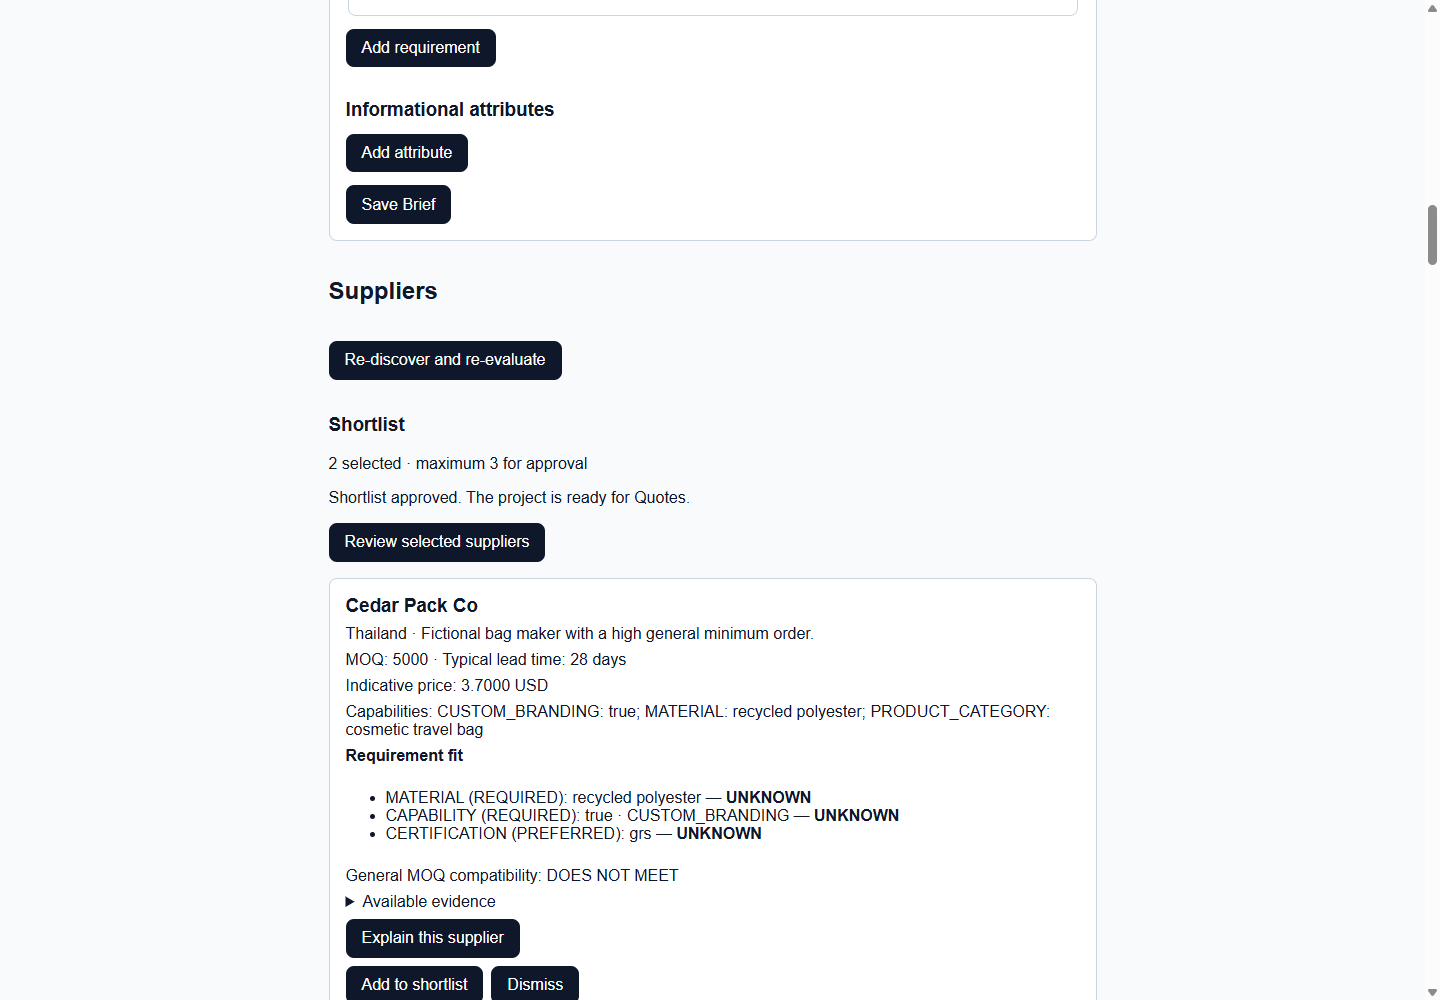 Add requirement
Informational attributes
Add attribute
Save Brief
Suppliers
Re-discover and re-evaluate
Shortlist
2 selected · maximum 3 for approval
Shortlist approved. The project is ready for Quotes.
Review selected suppliers
Cedar Pack Co
Thailand · Fictional bag maker with a high general minimum order.
MOQ: 5000 · Typical lead time: 28 days
Indicative price: 3.7000 USD
Capabilities: CUSTOM_BRANDING: true; MATERIAL: recycled polyester; PRODUCT_CATEGORY:
cosmetic travel bag
Requirement fit
• MATERIAL (REQUIRED): recycled polyester — UNKNOWN
• CAPABILITY (REQUIRED): true · CUSTOM_BRANDING — UNKNOWN
• CERTIFICATION (PREFERRED): grs — UNKNOWN
General MOQ compatibility: DOES NOT MEET
▶ Available evidence
Explain this supplier
Add to shortlist Dismiss